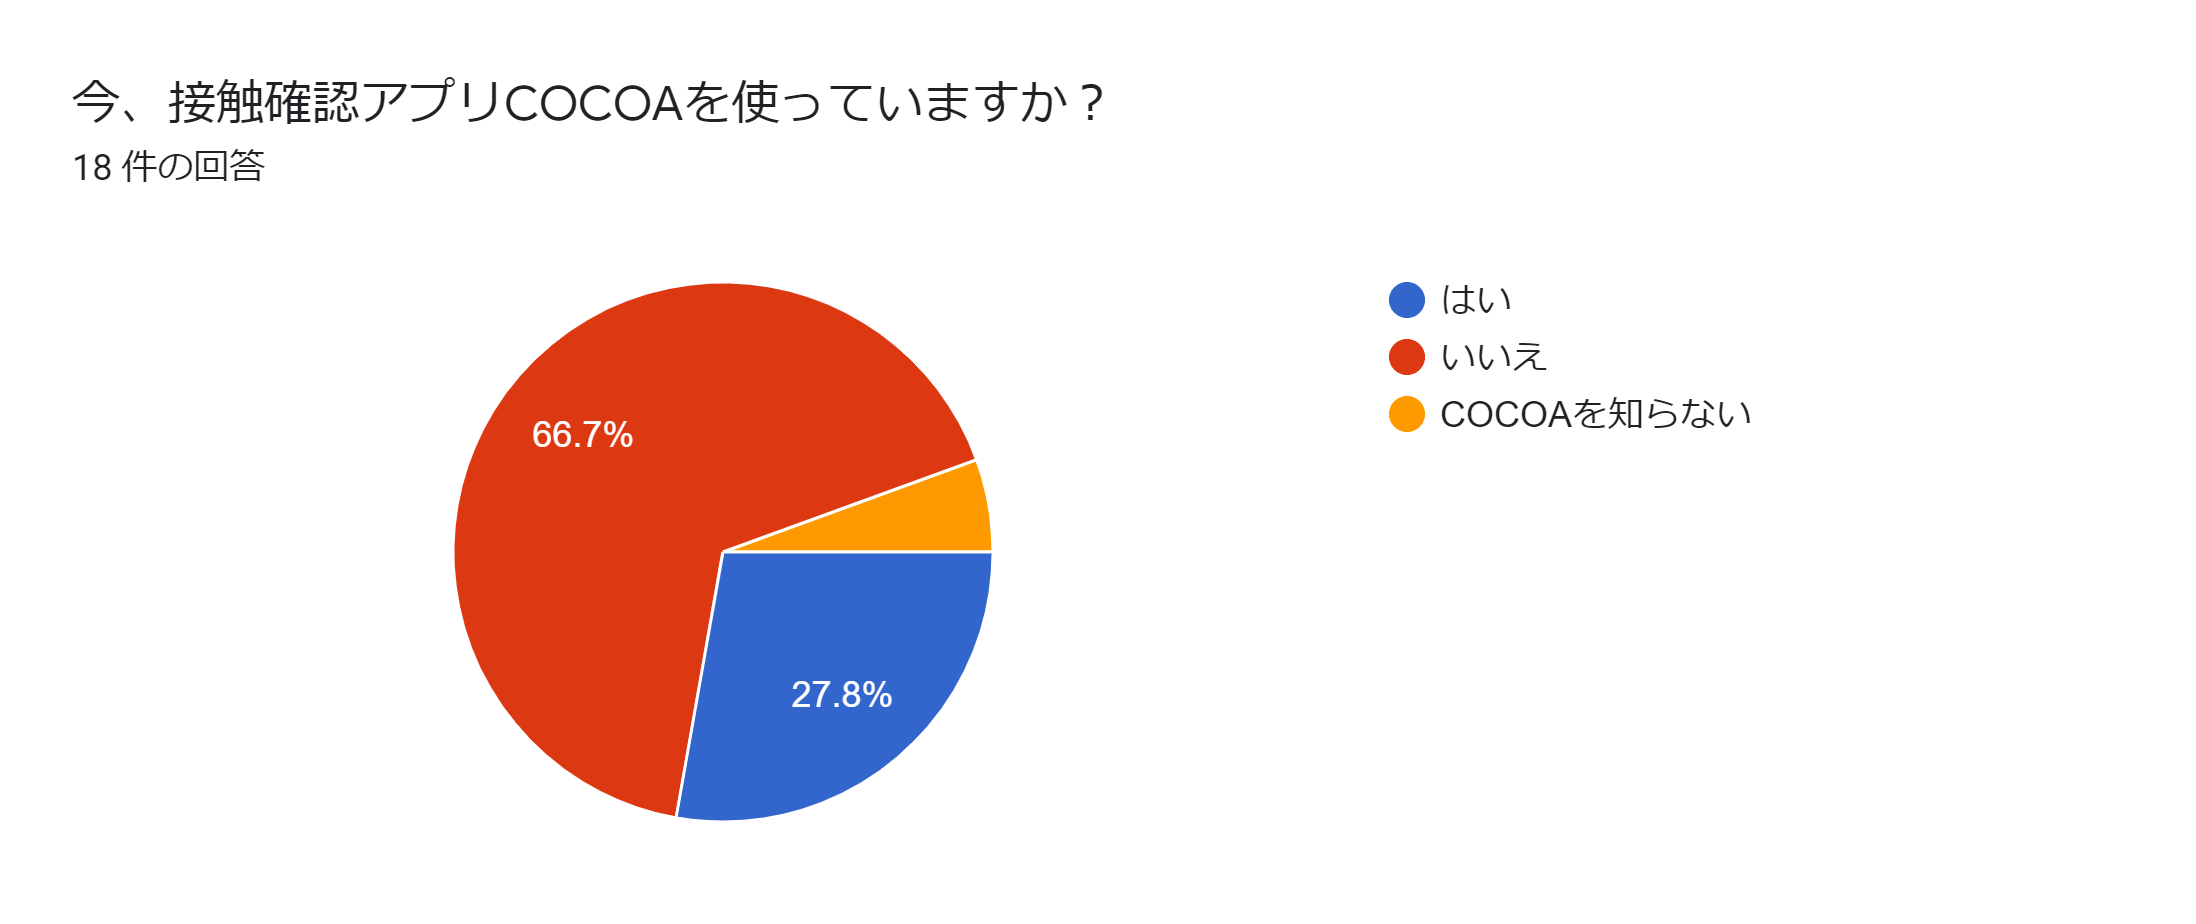 今、接触確認アプリCOCOAを使っていますか？
18 件の回答
はい
いいえ
COCOAを知らない
66.7%
27.8%